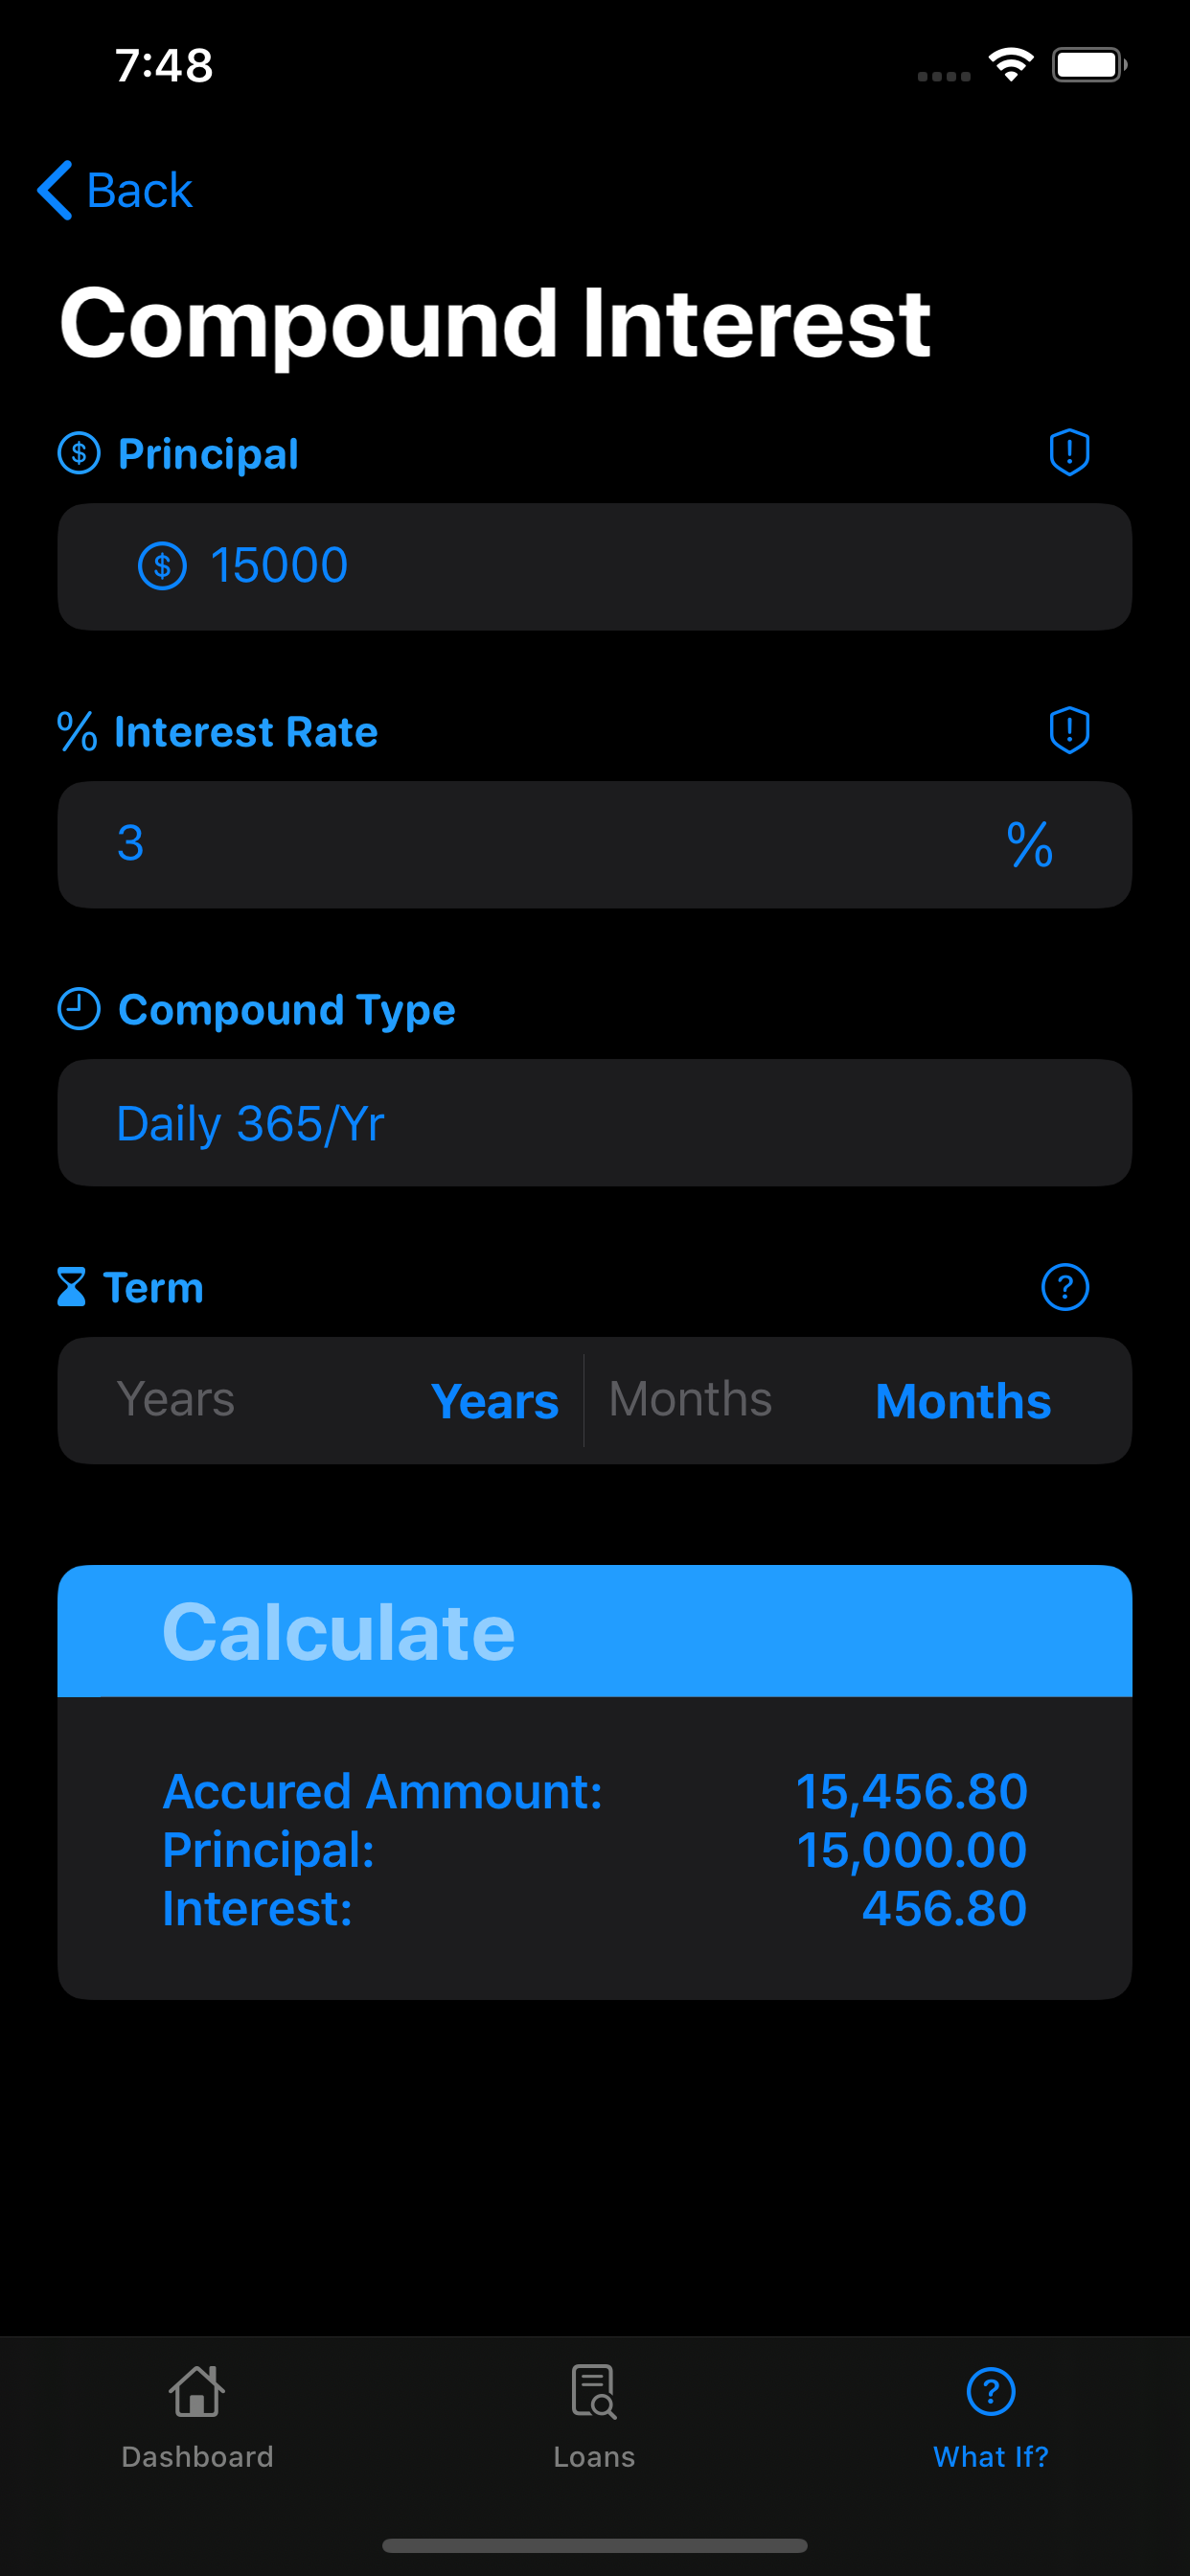 7:48
Back
Compound Interest
$ Principal
$ 15000
% Interest Rate
3 %
Compound Type
Daily 365/Yr
Term ?
Years Years Months Months
Calculate
Accured Ammount: 15,456.80
Principal: 15,000.00
Interest: 456.80
Dashboard Loans What If?